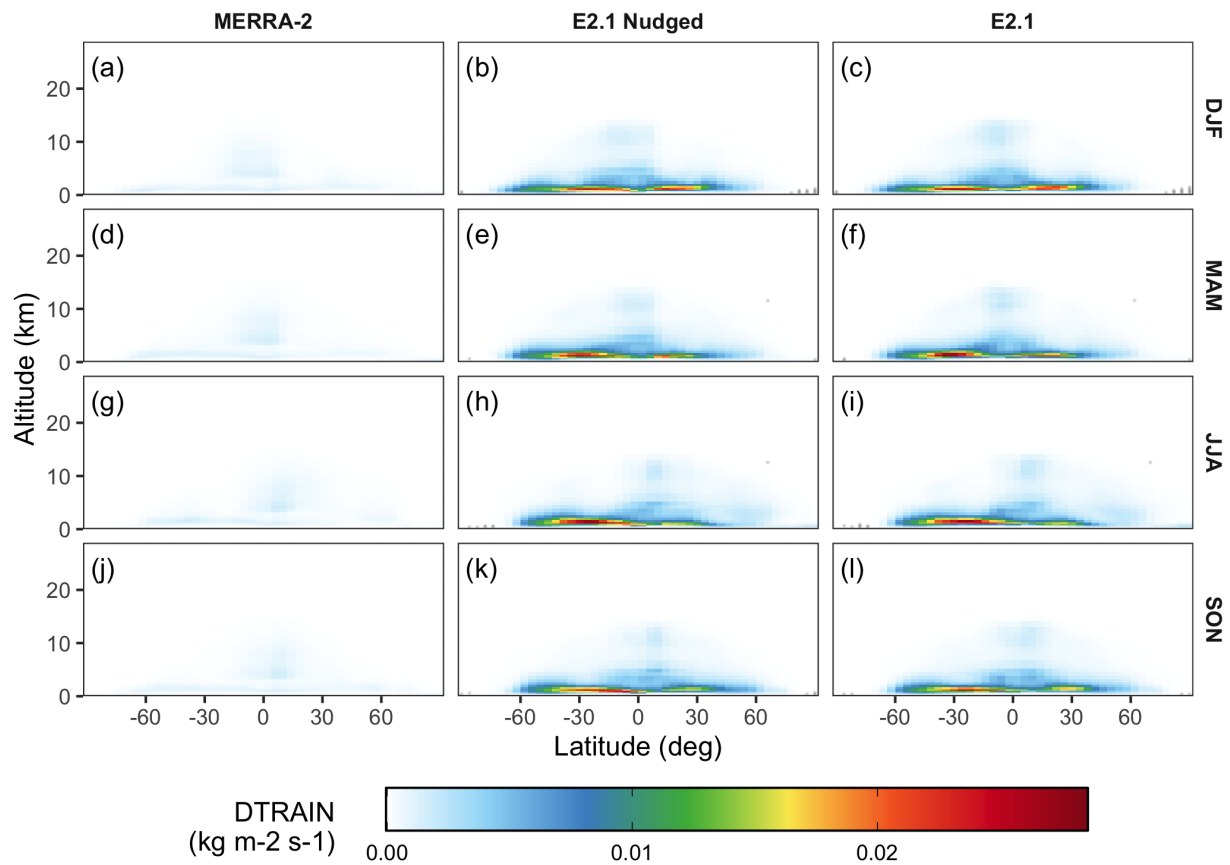 MERRA-2 E2.1 Nudged E2.1
(a) (b) (c)
DJF
20
10
0
(d) (e) (f)
MAM
20
10
0
Altitude (km)
(g) (h) (i)
JJA
20
10
0
(j) (k) (l)
SON
20
10
0
-60 -30 0 30 60 -60 -30 0 30 60 -60 -30 0 30 60
Latitude (deg)
DTRAIN
(kg m-2 s-1)
0.00 0.01 0.02